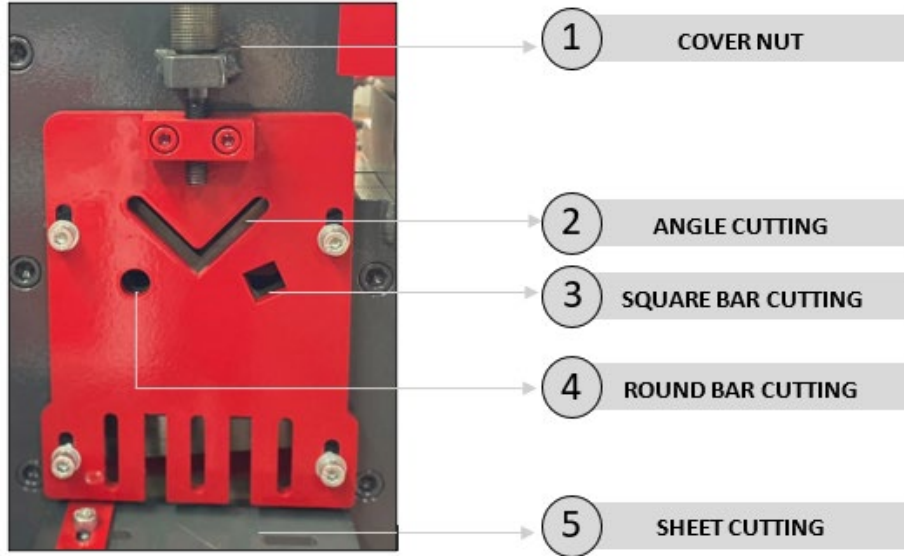 1 COVER NUT
2 ANGLE CUTTING
3 SQUARE BAR CUTTING
4 ROUND BAR CUTTING
5 SHEET CUTTING